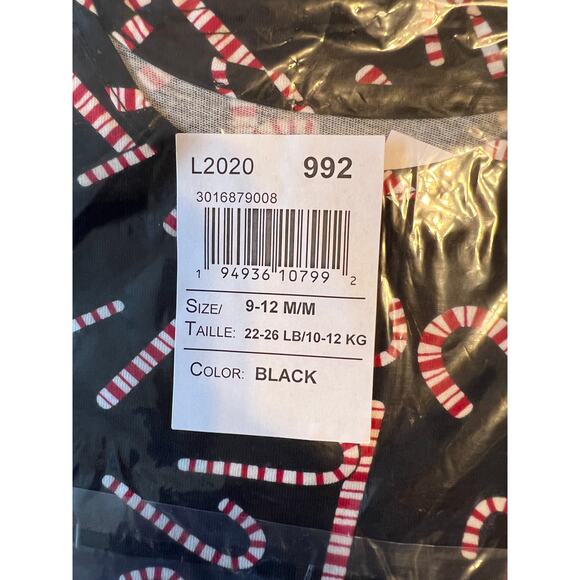 L2020 992
3016879008
1 94936 10799 2
SIZE/ 9-12 M/M
TAILLE: 22-26 LB/10-12 KG
COLOR: BLACK